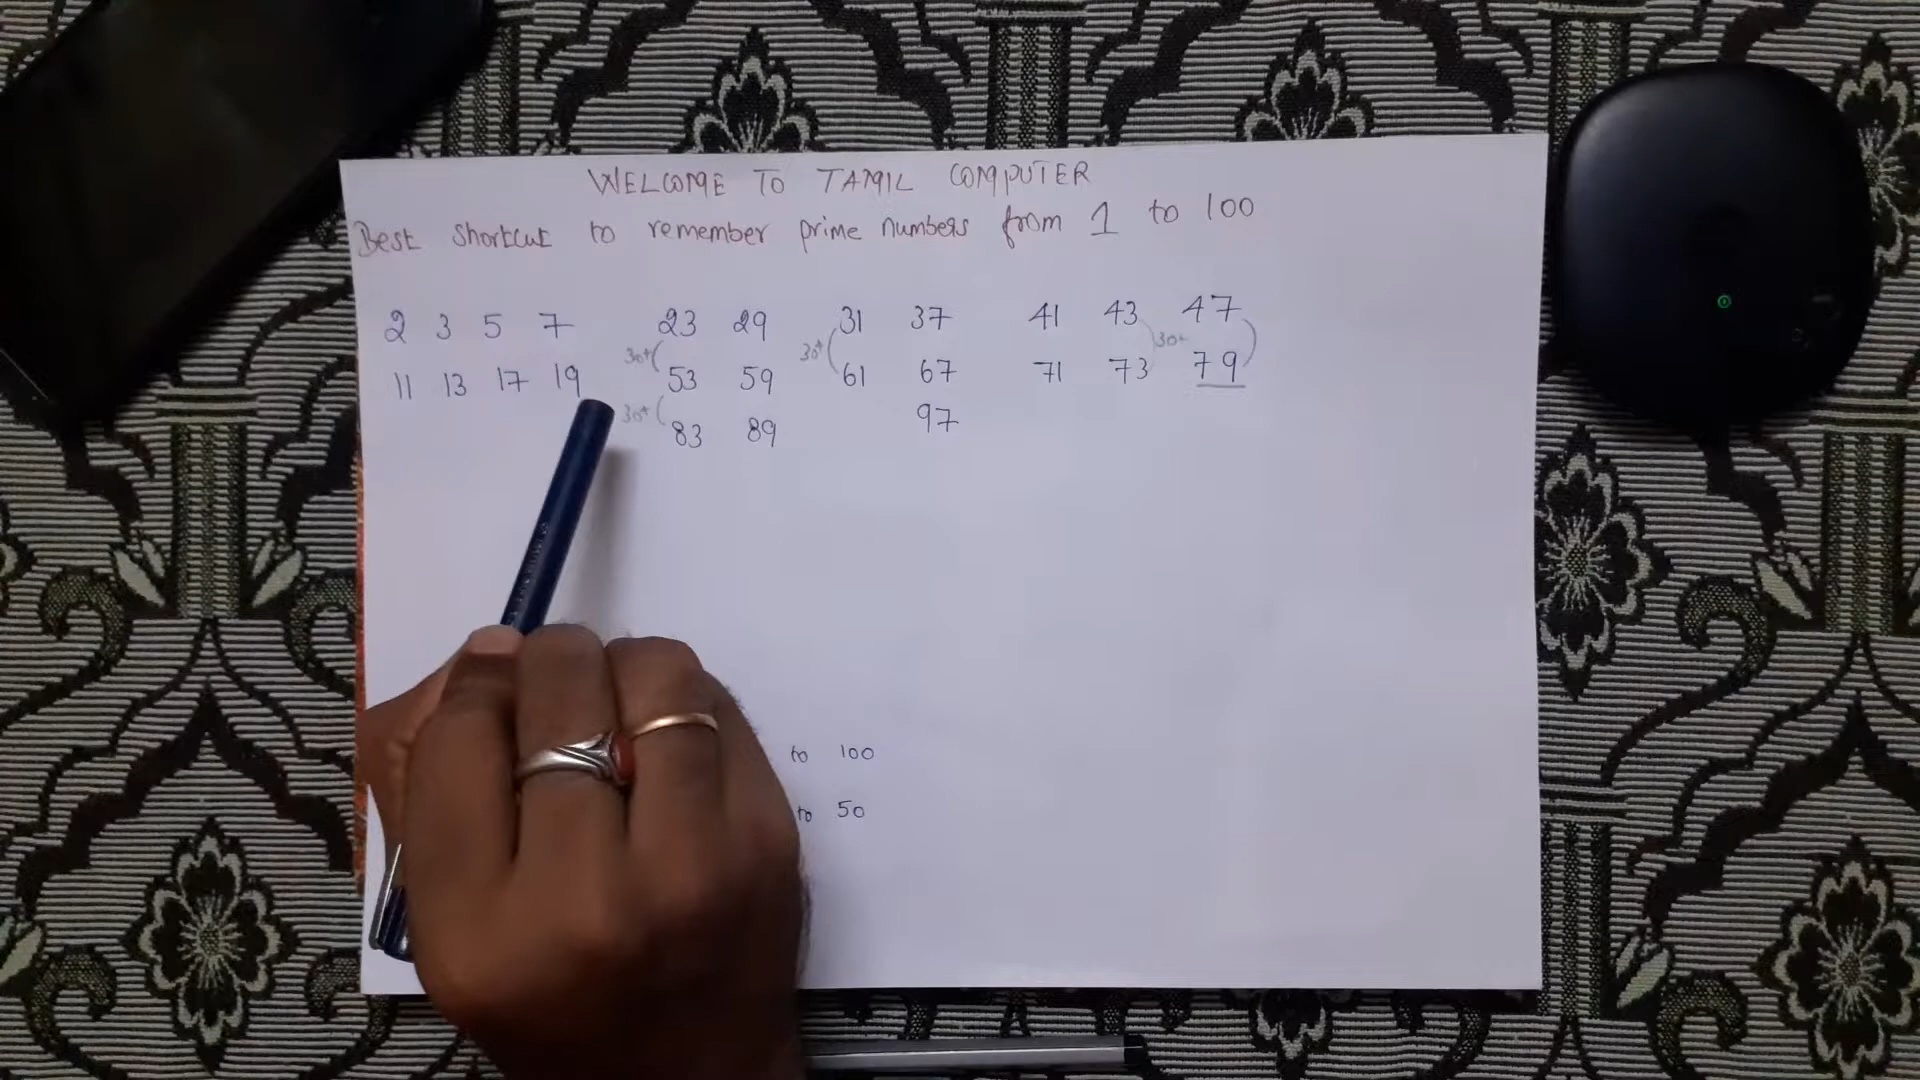 WELCOME TO TAMIL COMPUTER
Best shortcut to remember prime numbers from 1 to 100
2 3 5 7 23 29 31 37 41 43 47
30+ 30+ 30+
11 13 17 19 53 59 61 67 71 73 79
30+
83 89 97
to 100
to 50